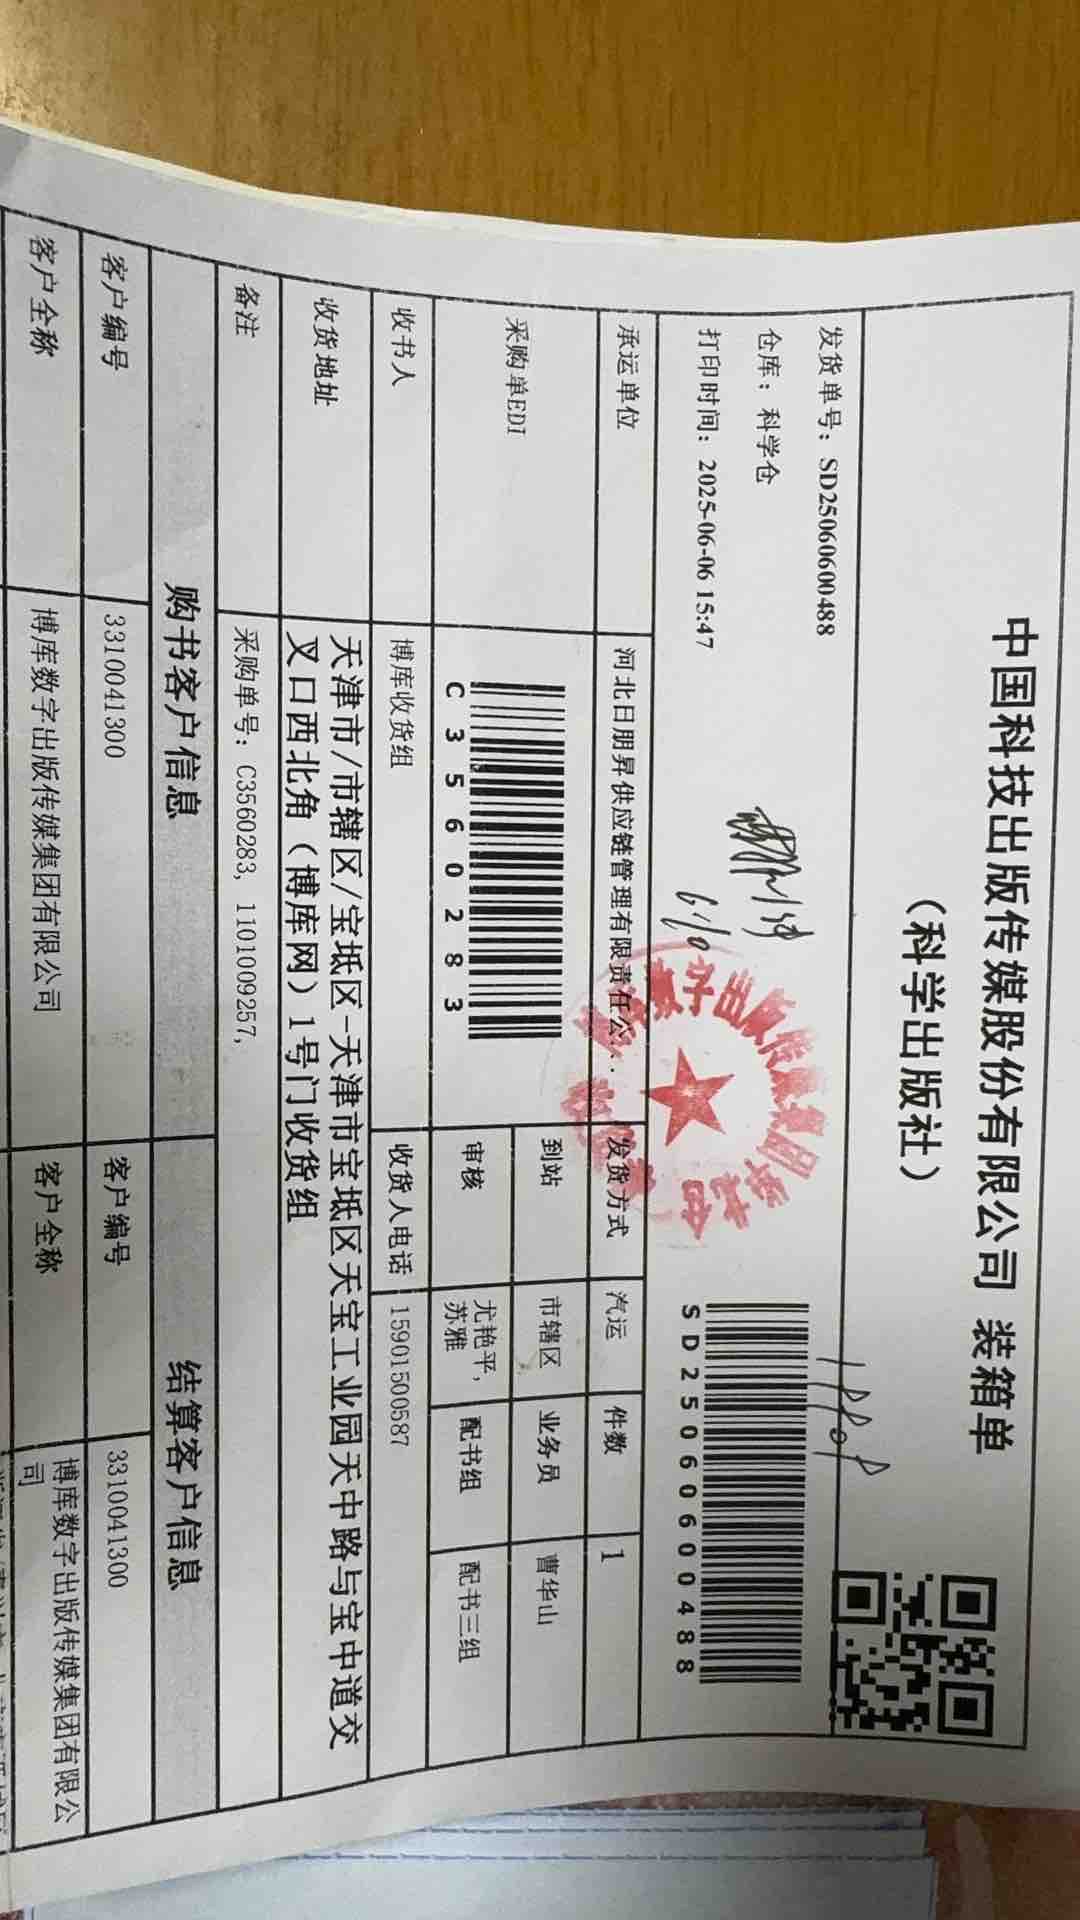 中国科技出版传媒股份有限公司 装箱单
(科学出版社)
发货单号：SD25060600488
仓库：科学仓
打印时间：2025-06-06 15:47
6/10
SD25060600488
承运单位 河北日朋昇供应链管理有限责任公... 发货方式 汽运 件数 1
采购单EDI C3560283 到站 市辖区 业务员 曹华山
审核 尤艳平，苏雅 配书组 配书三组
收书人 博库收货组 收货人电话 15901500587
收货地址 天津市/市辖区/宝坻区-天津市宝坻区天宝工业园天中路与宝中道交
叉口西北角（博库网）1号门收货组
备注 采购单号：C3560283, 1101009257,
购书客户信息 结算客户信息
客户编号 3310041300 客户编号 3310041300
客户全称 博库数字出版传媒集团有限公司 客户全称 博库数字出版传媒集团有限公
司